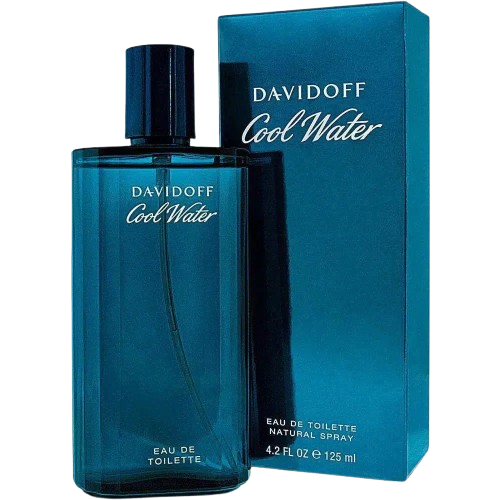 DAVIDOFF
Cool Water
EAU DE
TOILETTE
DAVIDOFF
Cool Water
EAU DE TOILETTE
NATURAL SPRAY
4.2 FL OZ e 125 ml